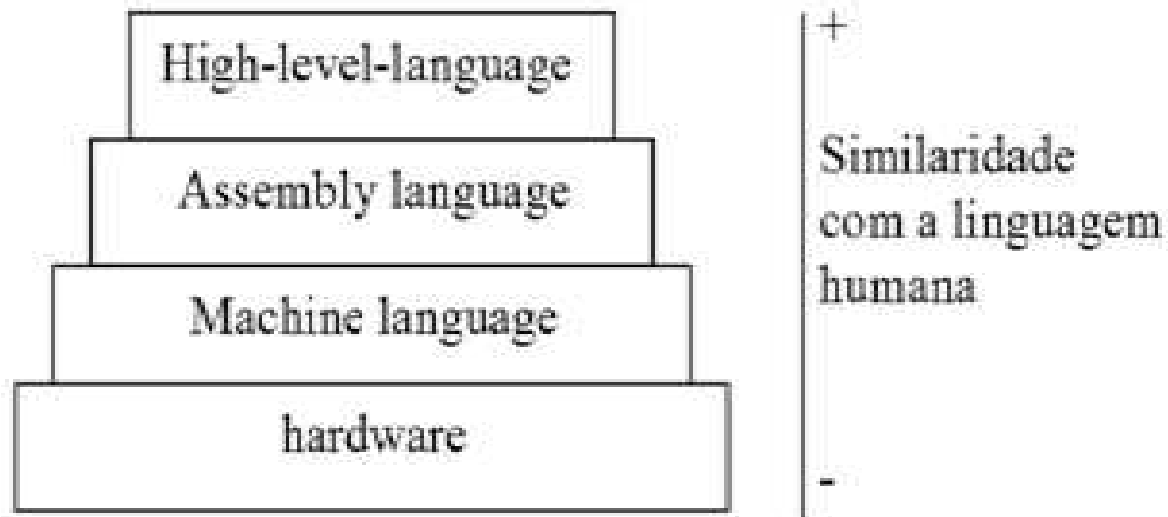 High-level-language
Assembly language
Machine language
hardware
+
Similaridade
com a linguagem
humana
-